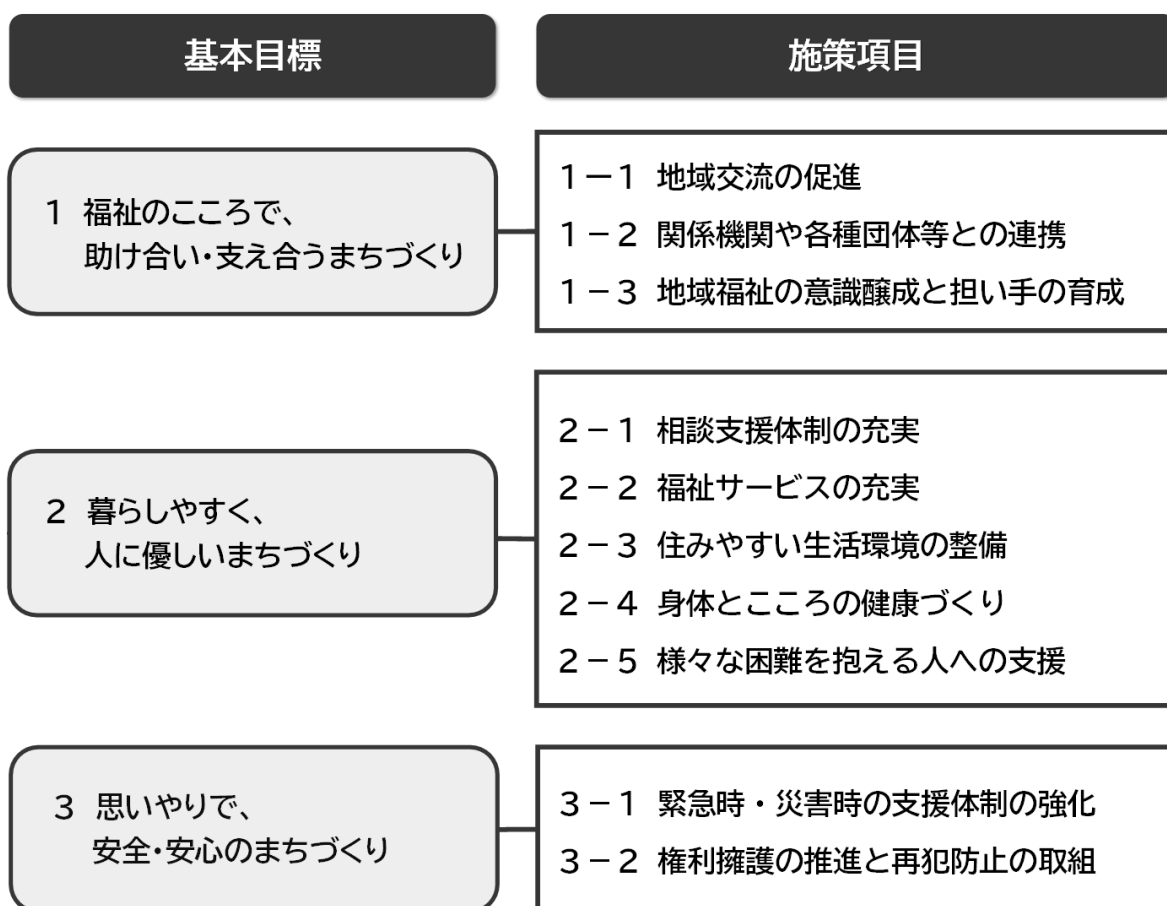 基本目標
施策項目
1 福祉のこころで、
助け合い・支え合うまちづくり
1ー1 地域交流の促進
1－2 関係機関や各種団体等との連携
1－3 地域福祉の意識醸成と担い手の育成
2 暮らしやすく、
人に優しいまちづくり
2－1 相談支援体制の充実
2－2 福祉サービスの充実
2－3 住みやすい生活環境の整備
2－4 身体とこころの健康づくり
2－5 様々な困難を抱える人への支援
3 思いやりで、
安全・安心のまちづくり
3－1 緊急時・災害時の支援体制の強化
3－2 権利擁護の推進と再犯防止の取組